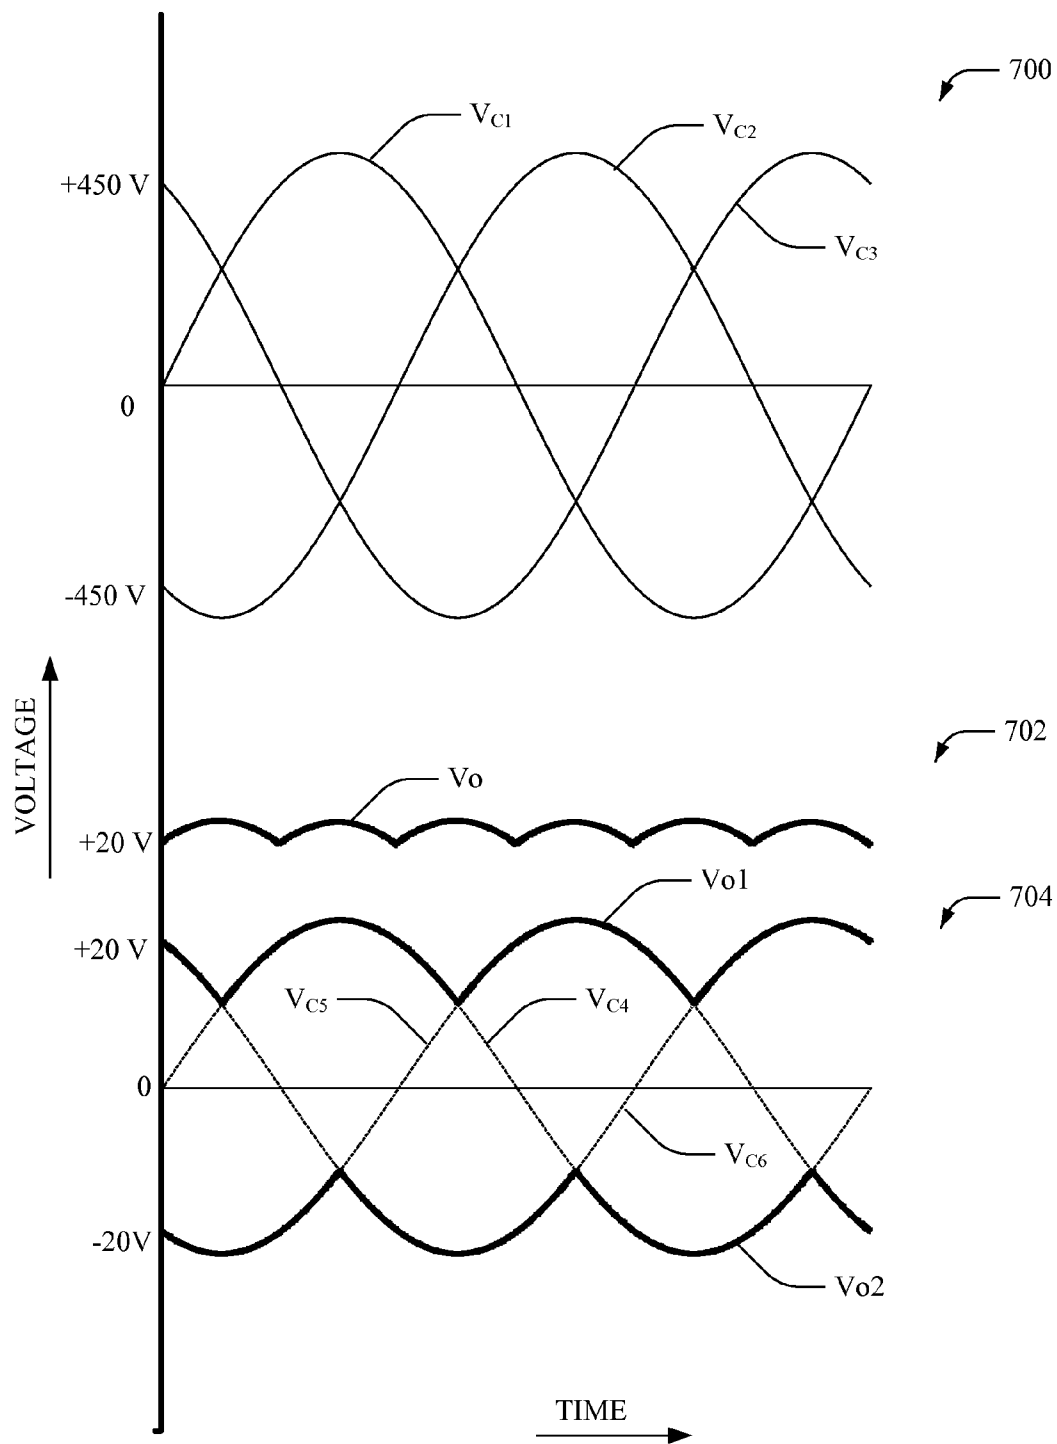 700
VC1
VC2
+450 V
VC3
0
-450 V
VOLTAGE
702
Vo
+20 V
Vo1
704
+20 V
VC5
VC4
0
VC6
-20V
Vo2
TIME